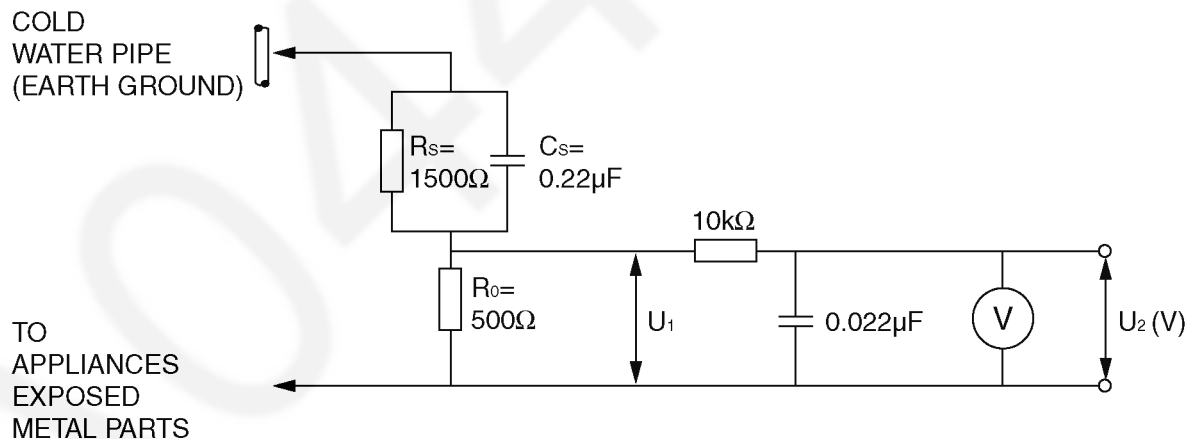 COLD
WATER PIPE
(EARTH GROUND)
Rs=
1500Ω
Cs=
0.22µF
10kΩ
R0=
500Ω
U1
0.022µF
V
U2 (V)
TO
APPLIANCES
EXPOSED
METAL PARTS